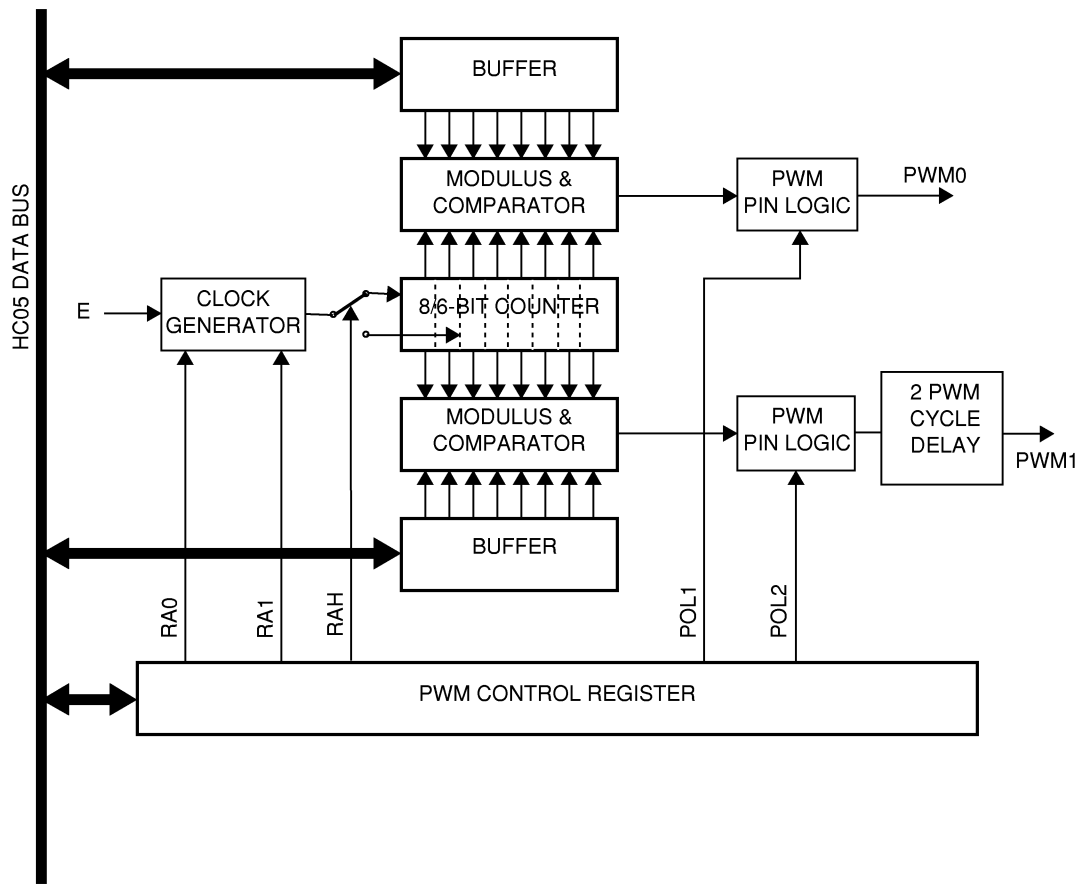 HC05 DATA BUS
BUFFER
MODULUS &
COMPARATOR
PWM
PIN LOGIC
PWM0
E
CLOCK
GENERATOR
8/6-BIT COUNTER
MODULUS &
COMPARATOR
PWM
PIN LOGIC
2 PWM
CYCLE
DELAY
PWM1
BUFFER
RA0
RA1
RAH
POL1
POL2
PWM CONTROL REGISTER